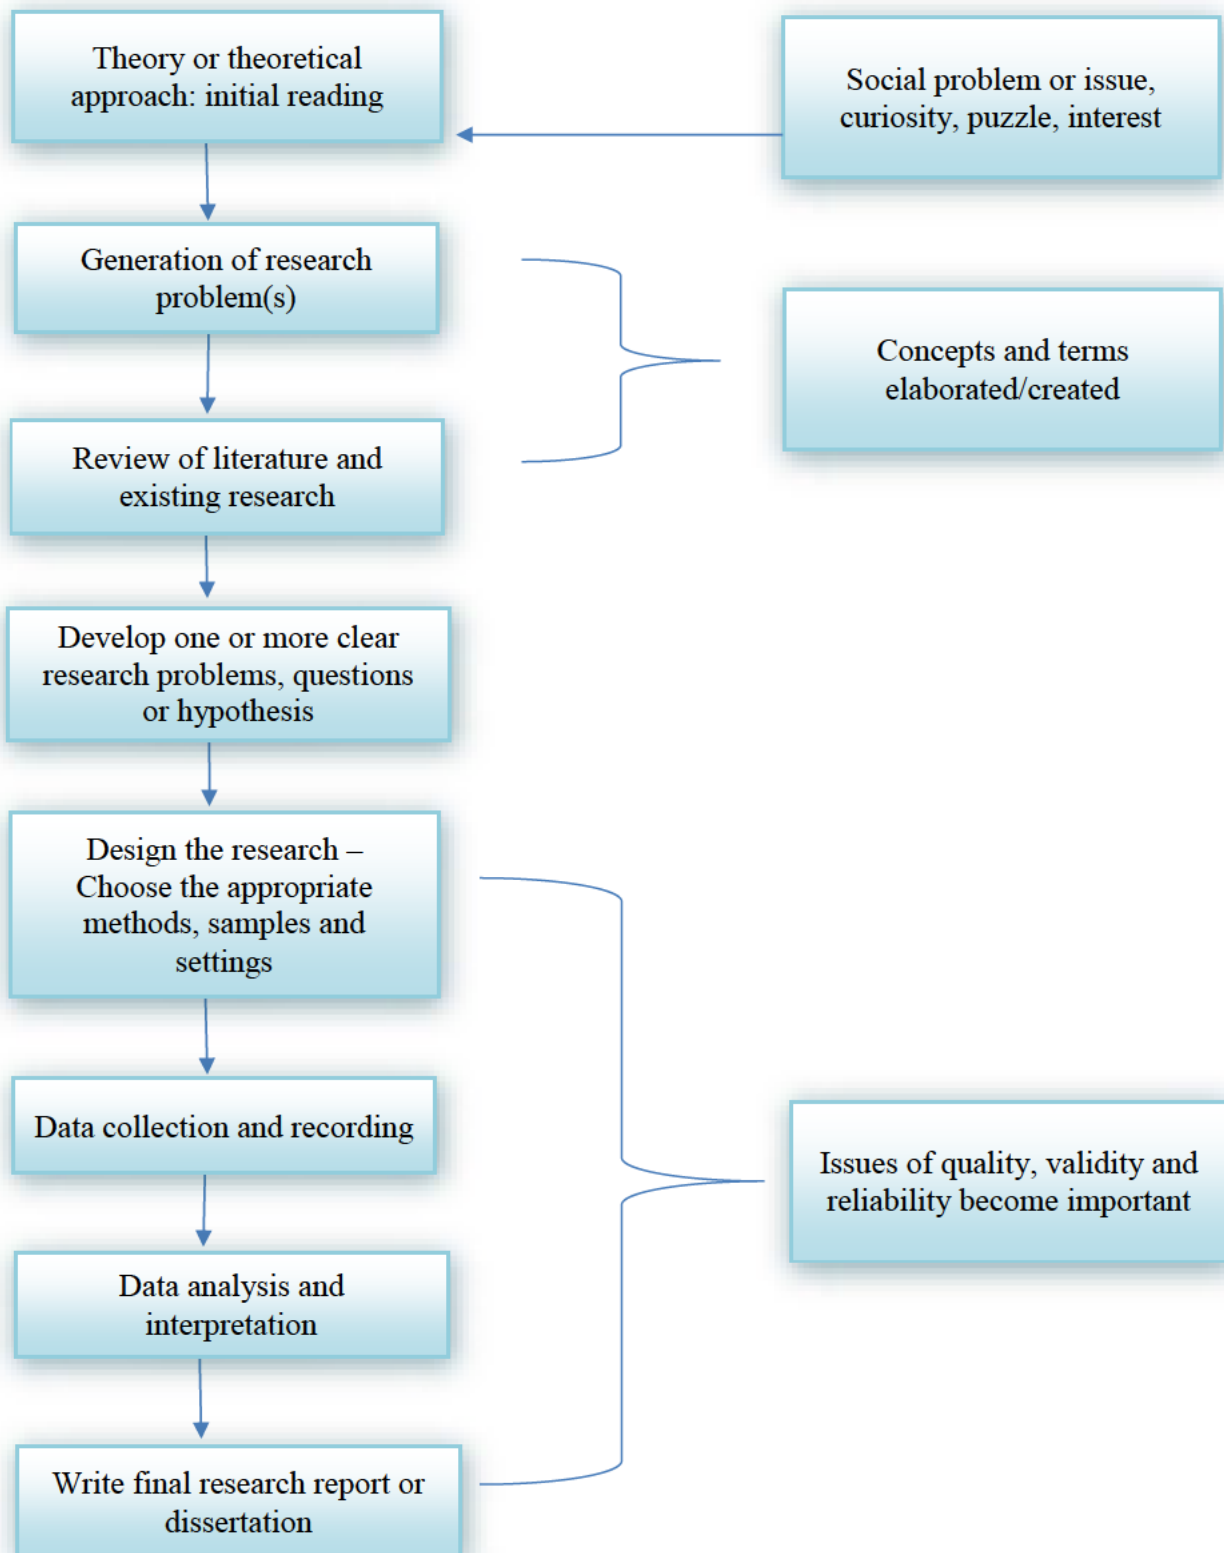 Theory or theoretical
approach: initial reading
Social problem or issue,
curiosity, puzzle, interest
Generation of research
problem(s)
Concepts and terms
elaborated/created
Review of literature and
existing research
Develop one or more clear
research problems, questions
or hypothesis
Design the research –
Choose the appropriate
methods, samples and
settings
Data collection and recording
Issues of quality, validity and
reliability become important
Data analysis and
interpretation
Write final research report or
dissertation